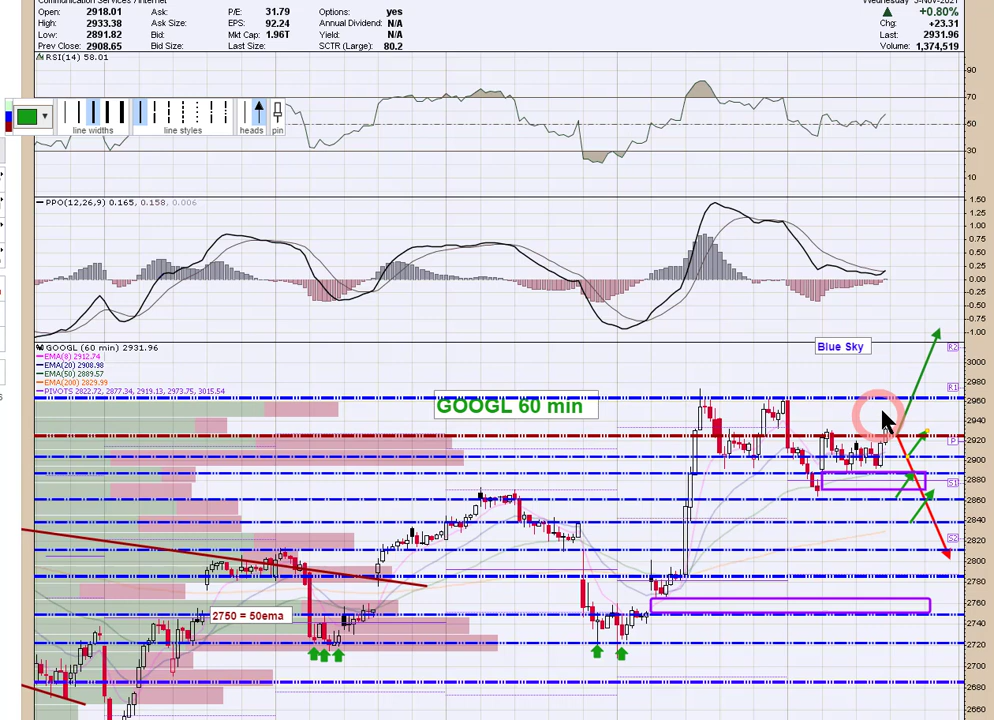 Communication Services / Internet
Wednesday 3-Nov-2021
Open: 2918.01 Ask: P/E: 31.79 Options: yes +0.80%
High: 2933.38 Ask Size: EPS: 92.24 Annual Dividend: N/A Chg: +23.31
Low: 2891.82 Bid: Mkt Cap: 1.96T Yield: N/A Last: 2931.96
Prev Close: 2908.65 Bid Size: Last Size: SCTR (Large): 80.2 Volume: 1,374,519
RSI(14) 58.01
90
70
50
30
10
line widths line styles heads pin
PPO(12,26,9) 0.165, 0.158, 0.006
1.50
1.25
1.00
0.75
0.50
0.25
0.00
-0.25
-0.50
-0.75
-1.00
GOOGL (60 min) 2931.96
EMA(8) 2912.74
EMA(20) 2908.98
EMA(50) 2889.57
EMA(200) 2829.99
PIVOTS 2822.72, 2877.34, 2919.13, 2973.75, 3015.54
Blue Sky
GOOGL 60 min
2750 = 50ema
R2
R1
P
S1
S2
3000
2980
2960
2940
2920
2900
2880
2860
2840
2820
2800
2780
2760
2740
2720
2700
2680
2660